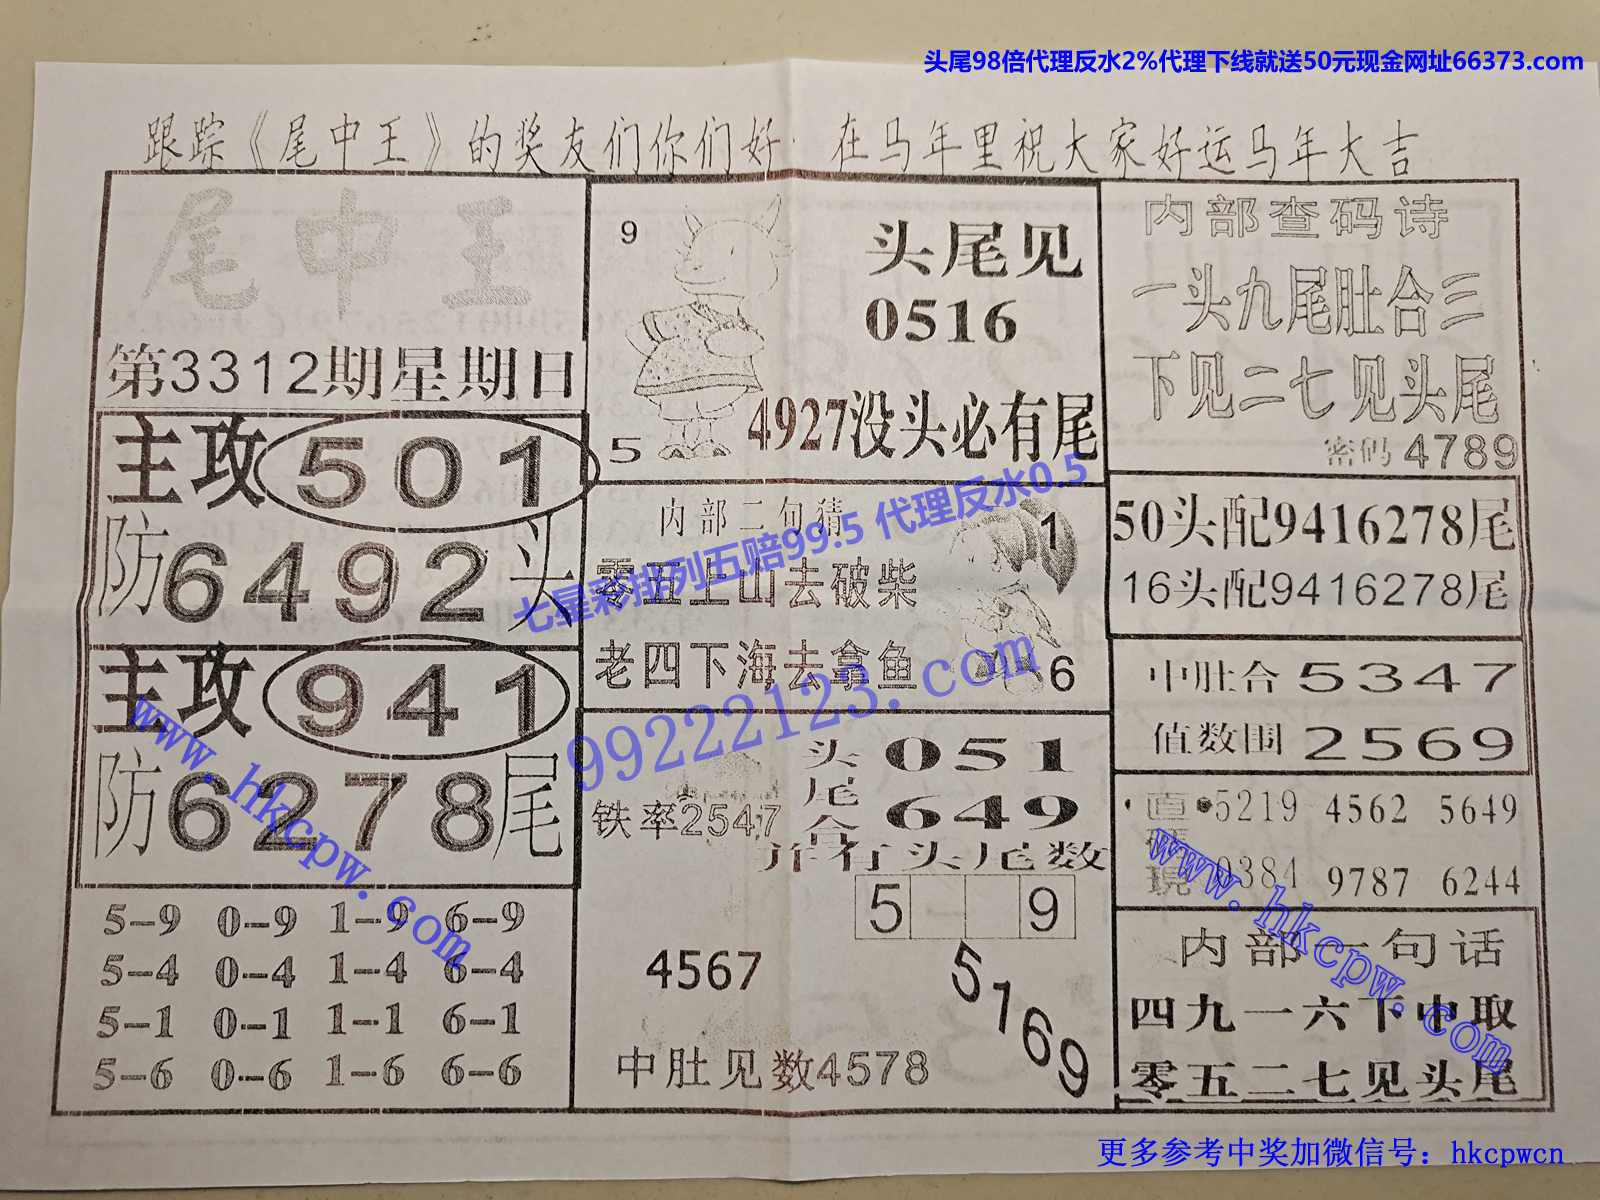 头尾98倍代理反水2%代理下线就送50元现金网址66373.com
跟踪《尾中王》的奖友们你们好 在马年里祝大家好运马年大吉
尾中王
第3312期星期日
主攻 501
防6492头
主攻 941
防6278尾
5-9 0-9 1-9 6-9
5-4 0-4 1-4 6-4
5-1 0-1 1-1 6-1
5-6 0-6 1-6 6-6
9
头尾见
0516
4927没头必有尾
5
内部二句猜
1
零五上山去破柴
老四下海去拿鱼
6
七星彩排列五赔99.5 代理反水0.5
99222123.com
头尾合
051
649
铁率2547
并有头尾数
5 9
4567
5169
中肚见数4578
内部查码诗
一头九尾肚合三
下见二七见头尾
密码4789
50头配9416278尾
16头配9416278尾
中肚合5347
值数围2569
5219 4562 5649
0384 9787 6244
内部一句话
四九一六下中取
零五二七见头尾
www.hkcpw.com
www.hkcpw.com
更多参考中奖加微信号：hkcpwcn